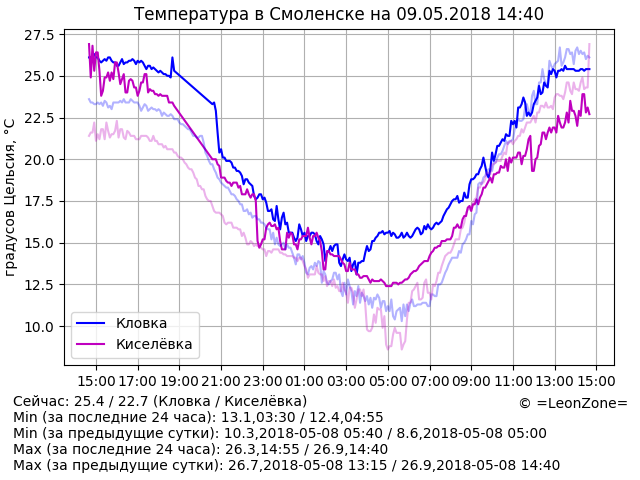 Температура в Смоленске на 09.05.2018 14:40
27.5
25.0
22.5
20.0
17.5
15.0
12.5
10.0
градусов Цельсия, °C
Кловка
Киселёвка
15:00 17:00 19:00 21:00 23:00 01:00 03:00 05:00 07:00 09:00 11:00 13:00 15:00
Сейчас: 25.4 / 22.7 (Кловка / Киселёвка)
© =LeonZone=
Min (за последние 24 часа): 13.1,03:30 / 12.4,04:55
Min (за предыдущие сутки): 10.3,2018-05-08 05:40 / 8.6,2018-05-08 05:00
Max (за последние 24 часа): 26.3,14:55 / 26.9,14:40
Max (за предыдущие сутки): 26.7,2018-05-08 13:15 / 26.9,2018-05-08 14:40